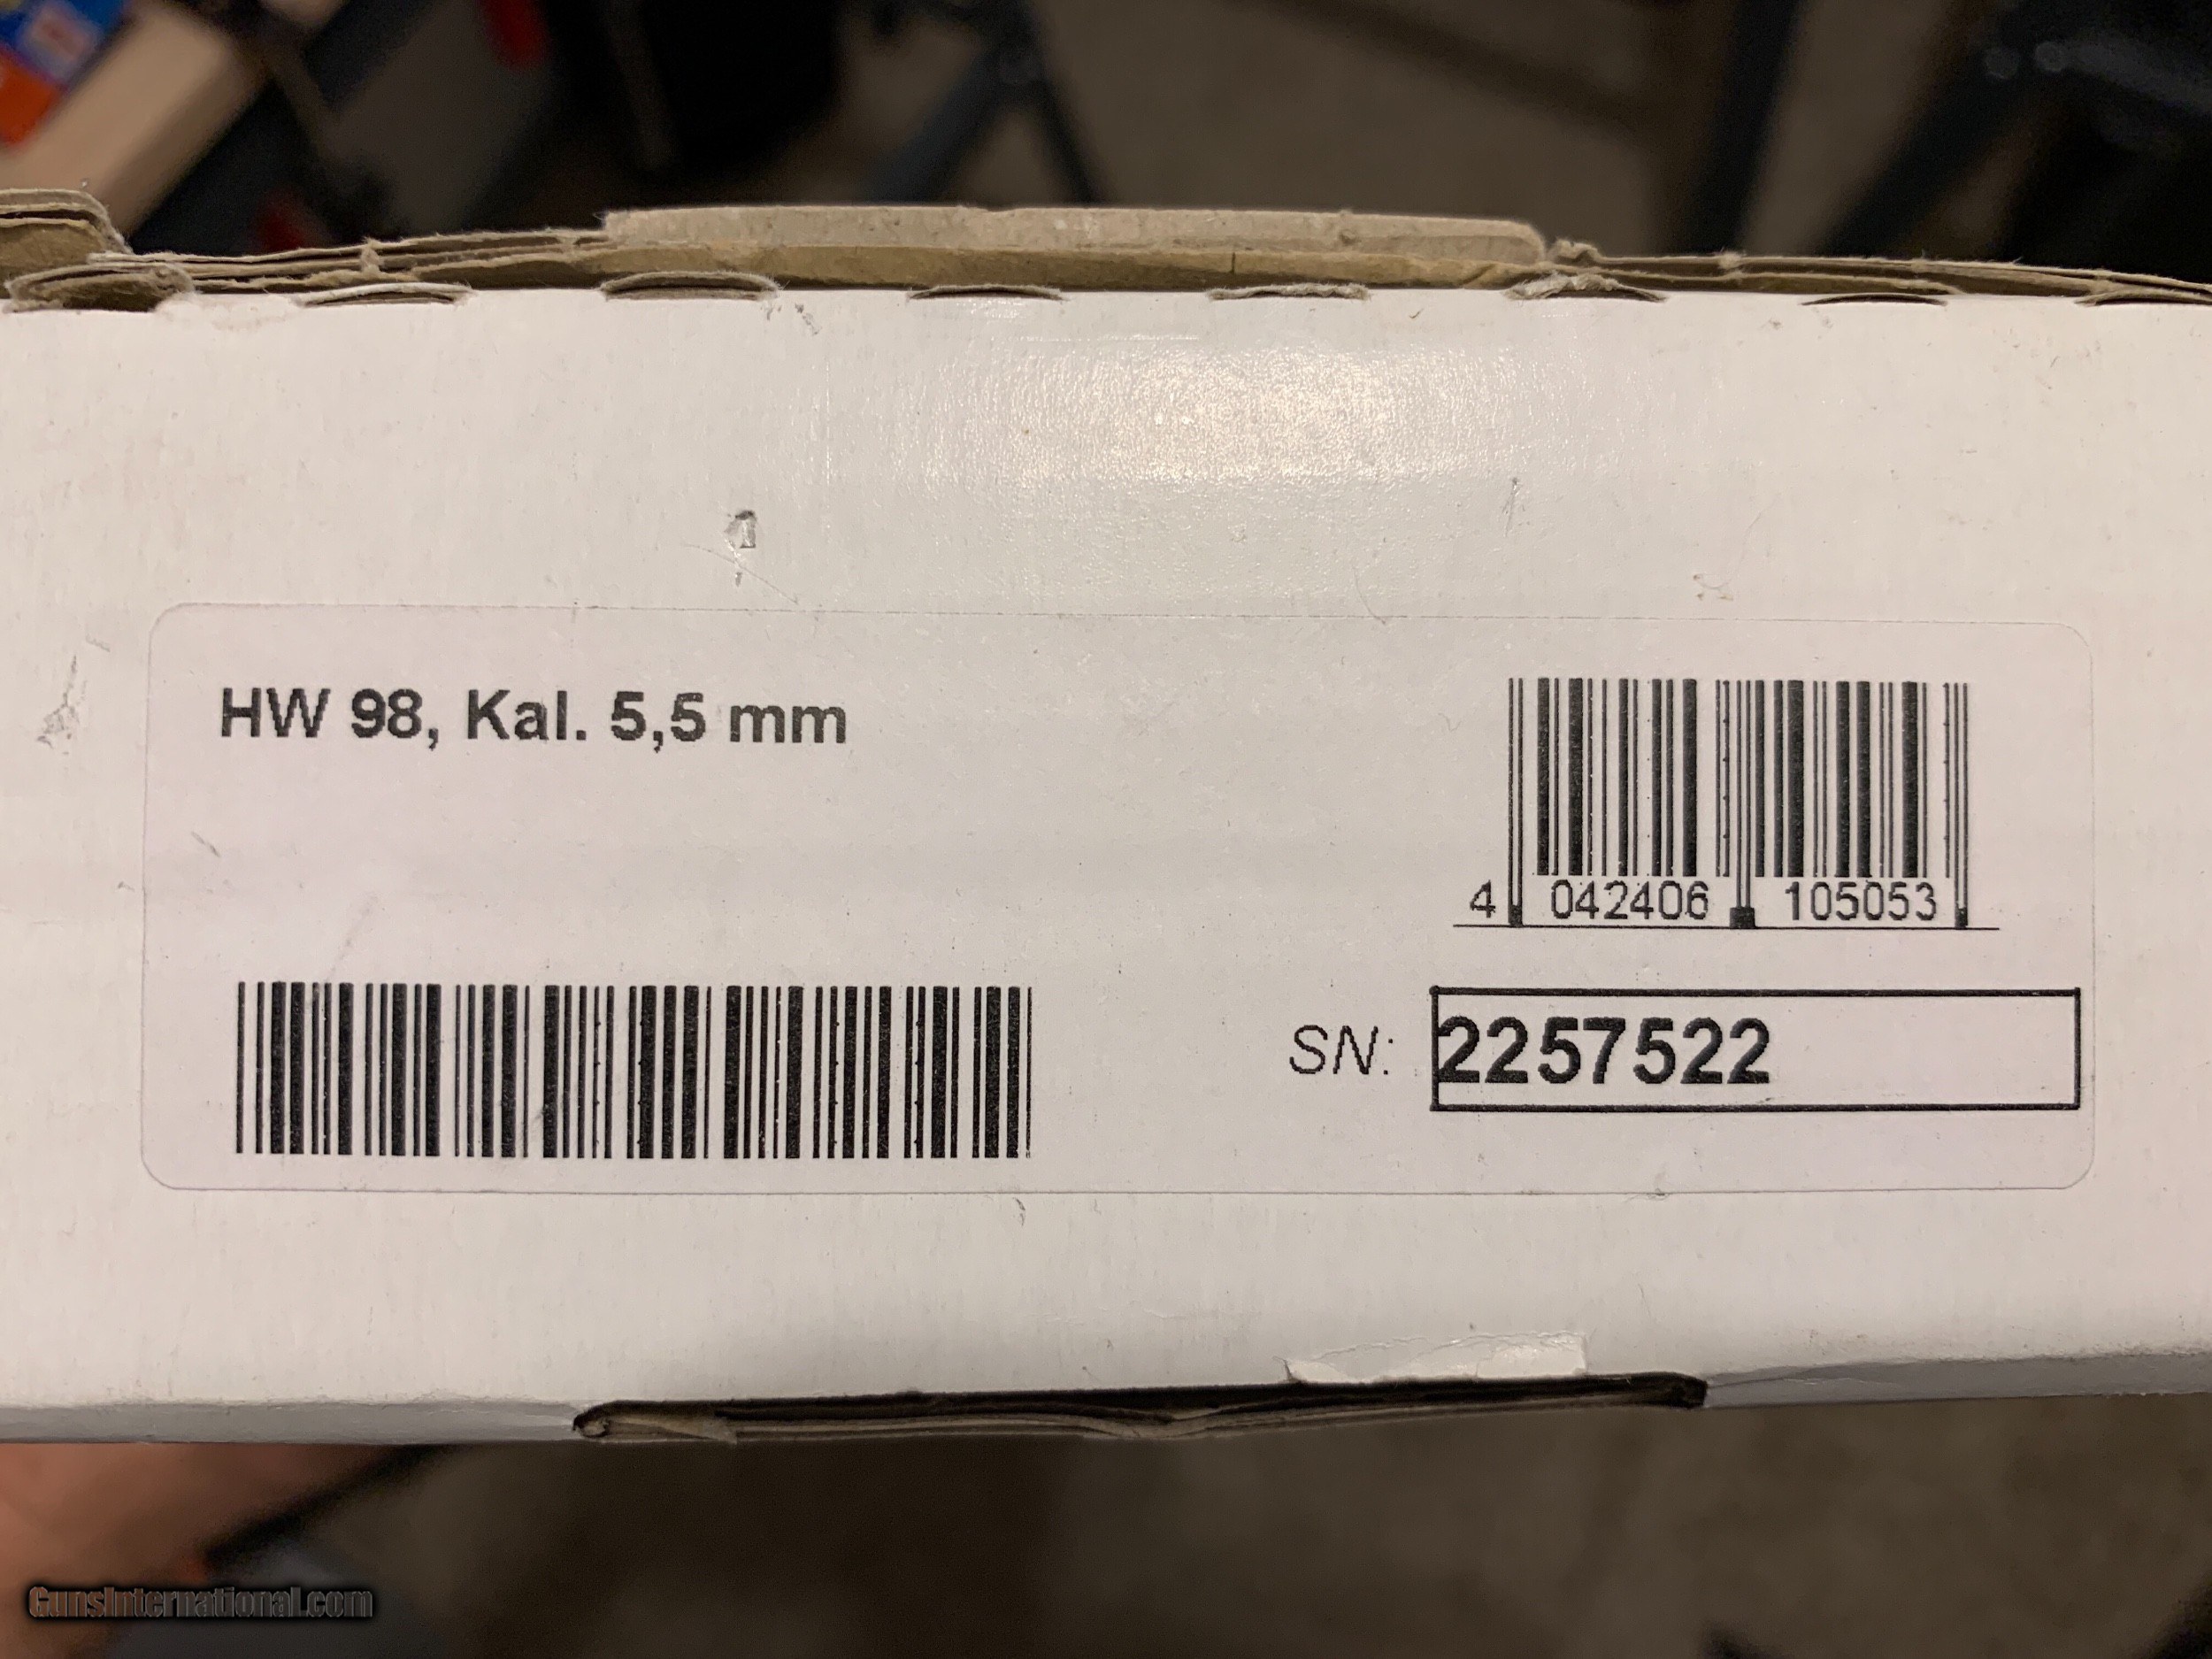 HW 98, Kal. 5,5 mm
4 042406 105053
SN: 2257522
GunsInternational.com